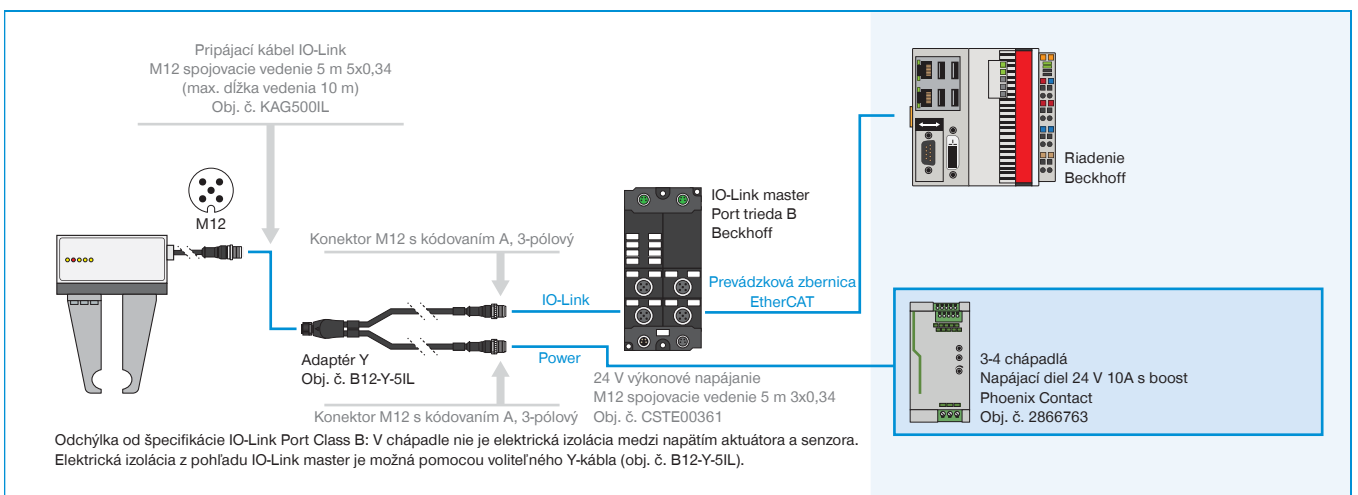 Pripájací kábel IO-Link
M12 spojovacie vedenie 5 m 5x0,34
(max. dĺžka vedenia 10 m)
Obj. č. KAG500IL
M12
Konektor M12 s kódovaním A, 3-pólový
IO-Link
Adaptér Y
Obj. č. B12-Y-5IL
Power
Konektor M12 s kódovaním A, 3-pólový
IO-Link master
Port trieda B
Beckhoff
Prevádzková zbernica
EtherCAT
24 V výkonové napájanie
M12 spojovacie vedenie 5 m 3x0,34
Obj. č. CSTE00361
Riadenie
Beckhoff
3-4 chápadlá
Napájací diel 24 V 10A s boost
Phoenix Contact
Obj. č. 2866763
Odchýlka od špecifikácie IO-Link Port Class B: V chápadle nie je elektrická izolácia medzi napätím aktuátora a senzora.
Elektrická izolácia z pohľadu IO-Link master je možná pomocou voliteľného Y-kábla (obj. č. B12-Y-5IL).